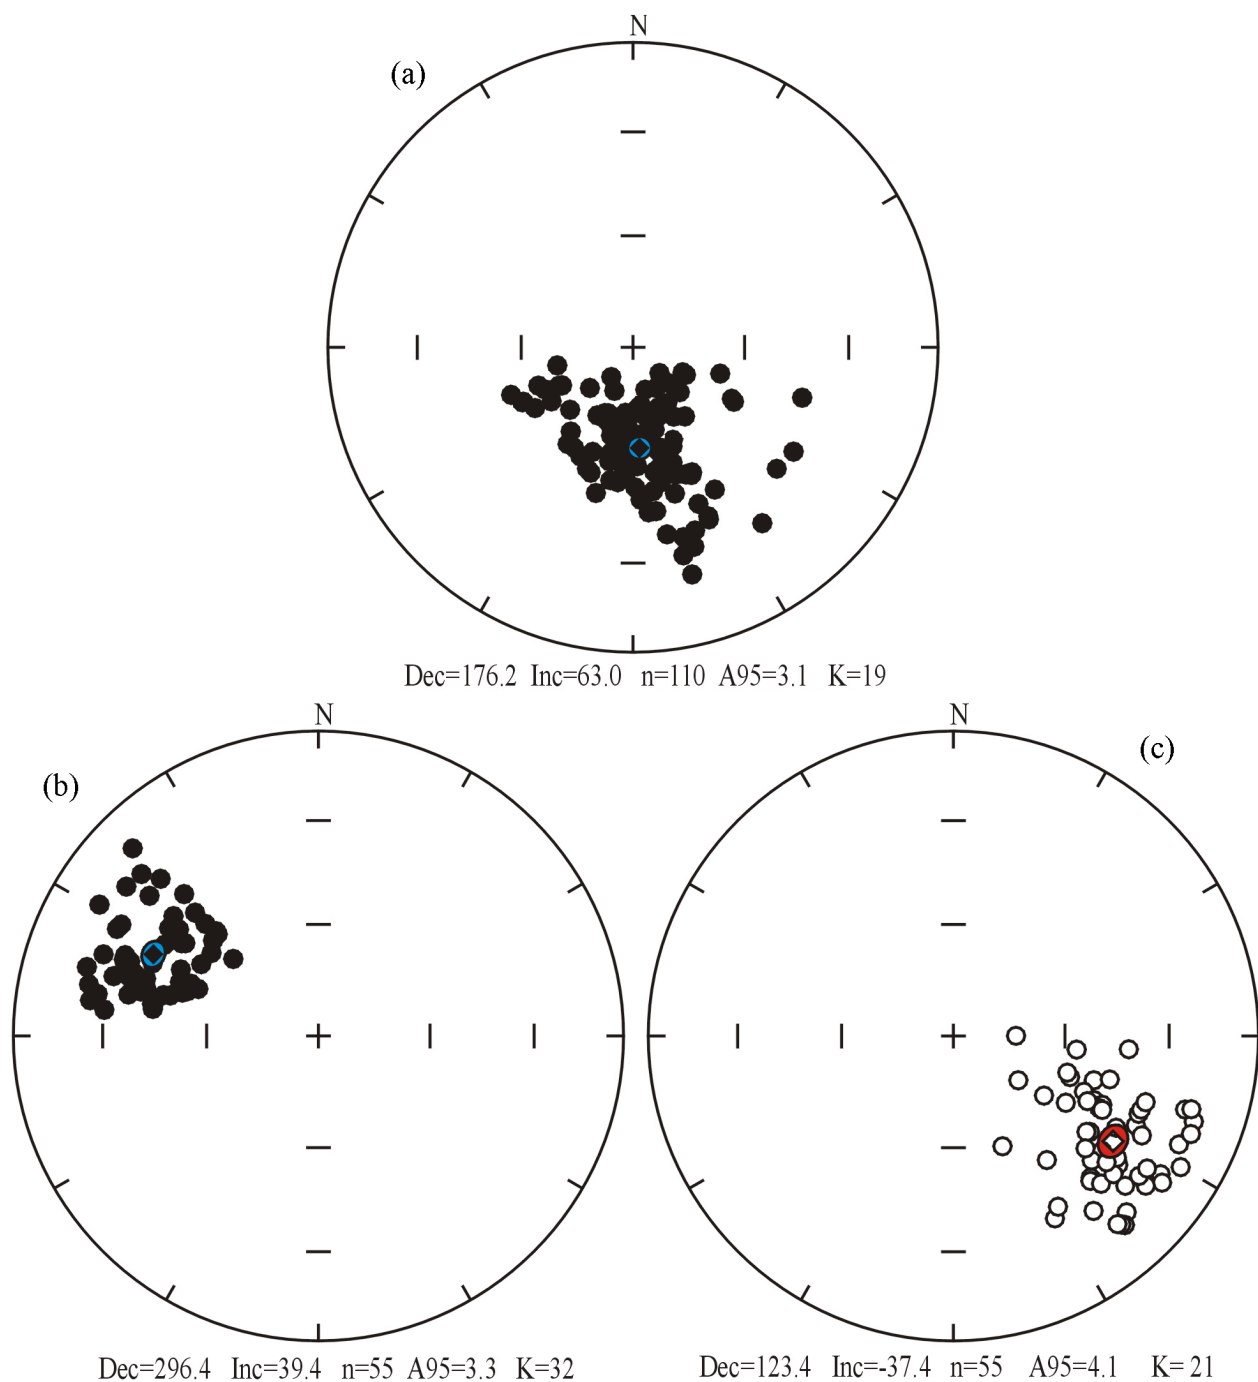 N
(a)
Dec=176.2 Inc=63.0 n=110 A95=3.1 K=19
N
(b)
Dec=296.4 Inc=39.4 n=55 A95=3.3 K=32
N
(c)
Dec=123.4 Inc=-37.4 n=55 A95=4.1 K= 21